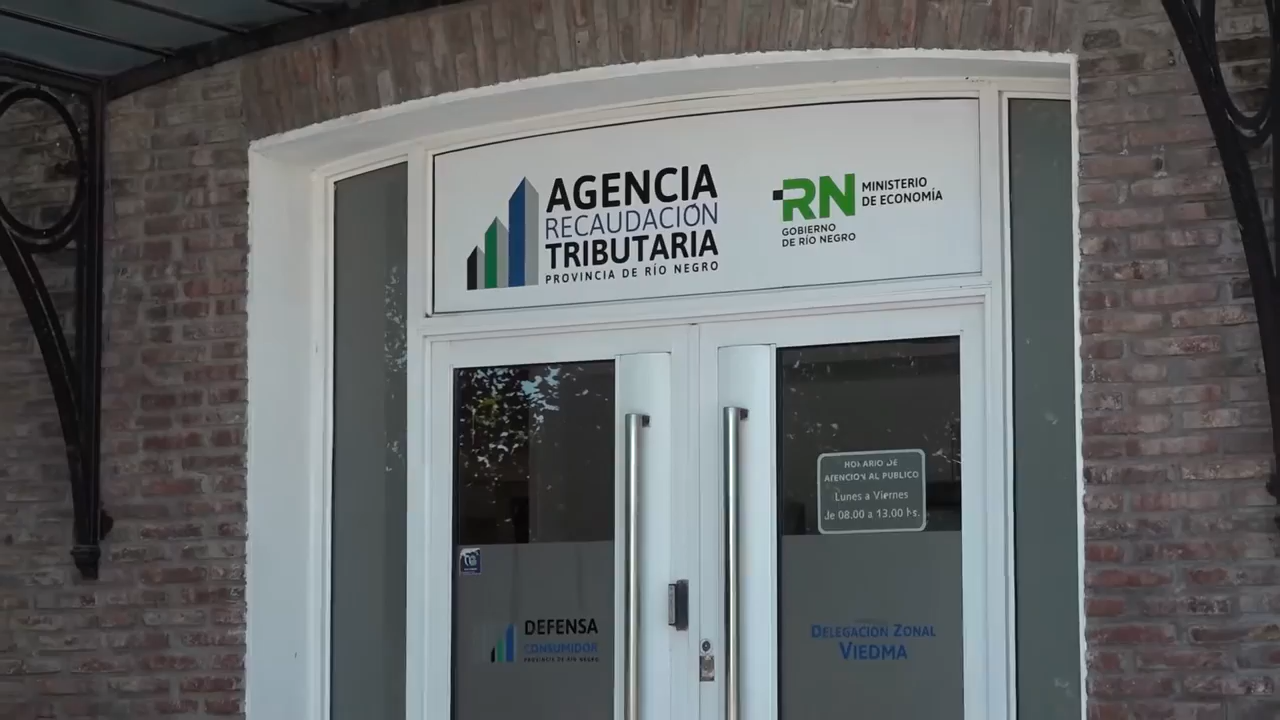 AGENCIA
RECAUDACIÓN
TRIBUTARIA
PROVINCIA DE RÍO NEGRO
RN
MINISTERIO
DE ECONOMÍA
GOBIERNO
DE RÍO NEGRO
HORARIO DE
ATENCION AL PUBLICO
Lunes a Viernes
de 08.00 a 13.00 hs.
DEFENSA
CONSUMIDOR
PROVINCIA DE RÍO NEGRO
DELEGACIÓN ZONAL
VIEDMA